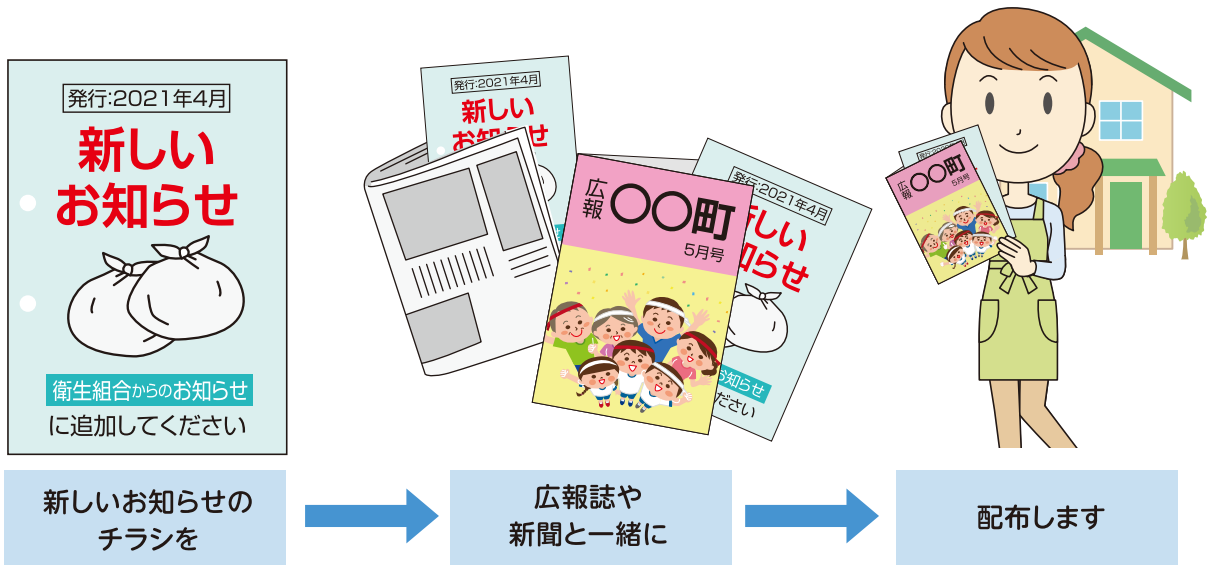 発行:2021年4月
新しい
お知らせ
衛生組合からのお知らせ
に追加してください
発行:2021年4月
新しい
お知らせ
広報
〇〇町
5月号
発行:2021年4月
新しい
お知らせ
お知らせ
ださい
広報
〇〇町
5月号
新しいお知らせの
チラシを
広報誌や
新聞と一緒に
配布します